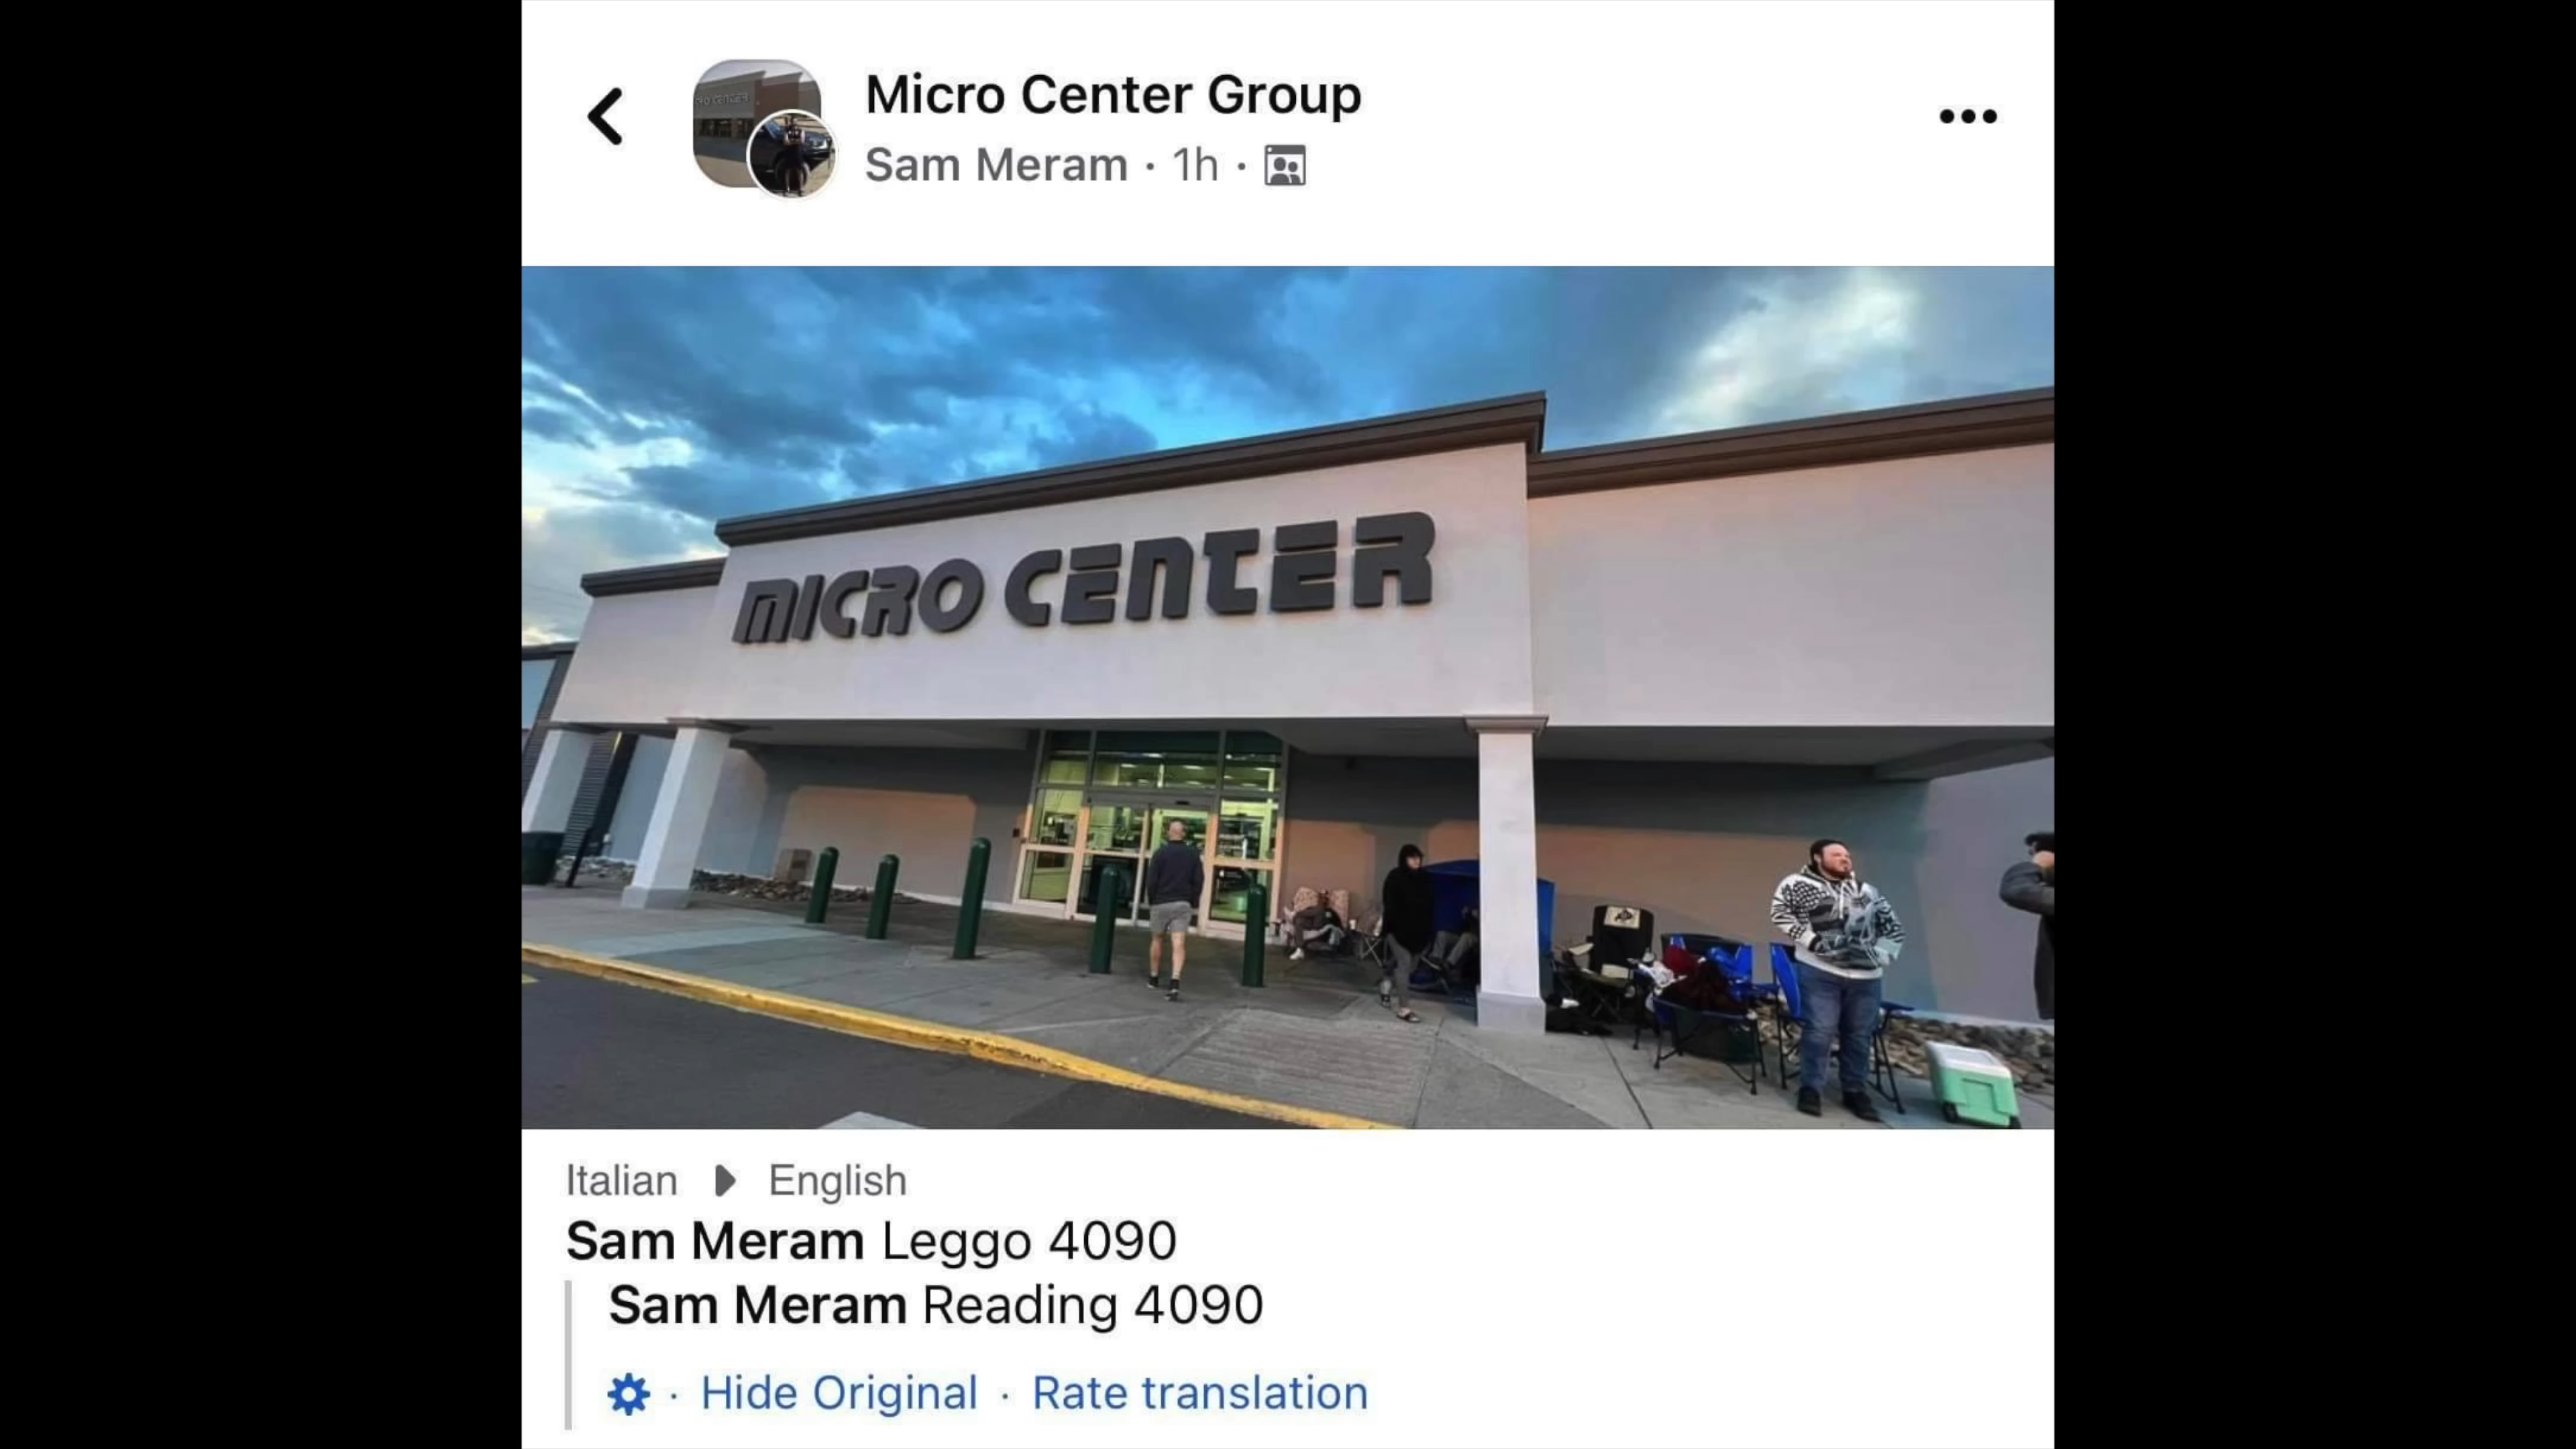 Micro Center Group
Sam Meram · 1h ·
MICRO CENTER
Italian ▶ English
Sam Meram Leggo 4090
Sam Meram Reading 4090
· Hide Original · Rate translation